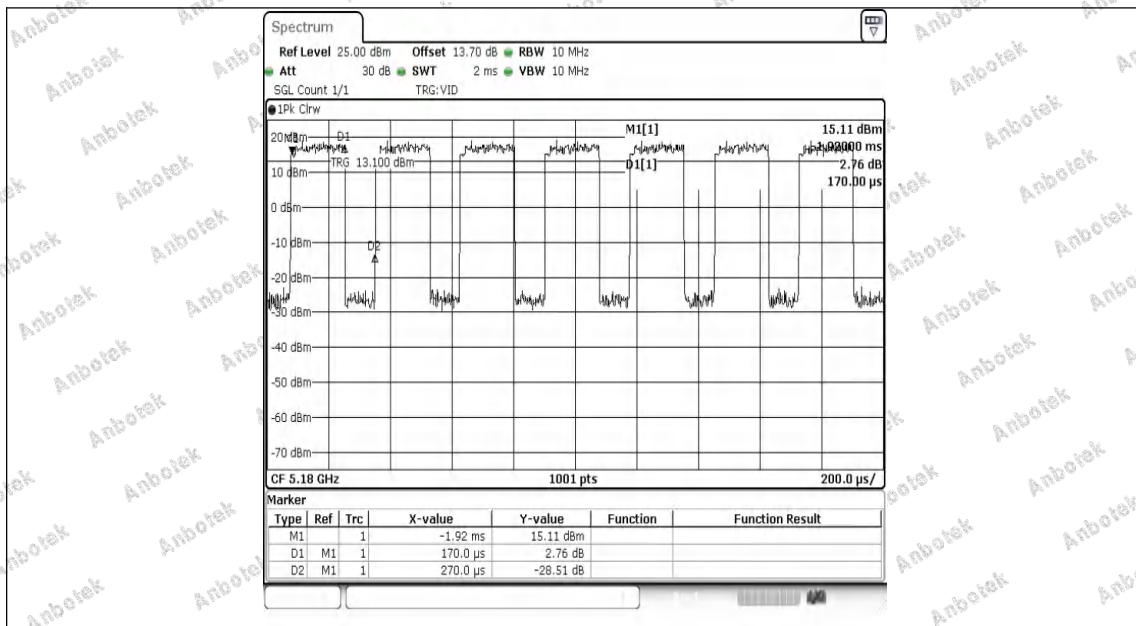 Spectrum
Ref Level 25.00 dBm Offset 13.70 dB RBW 10 MHz
Att 30 dB SWT 2 ms VBW 10 MHz
SGL Count 1/1 TRG:VID
1Pk Clrw
M1[1] 15.11 dBm
-1.92000 ms
D1[1] 2.76 dB
170.00 µs
20 dBm
M1
D1
TRG 13.100 dBm
10 dBm
0 dBm
-10 dBm
D2
-20 dBm
-30 dBm
-40 dBm
-50 dBm
-60 dBm
-70 dBm
CF 5.18 GHz 1001 pts 200.0 µs/
Marker
Type Ref Trc X-value Y-value Function Function Result
M1 1 -1.92 ms 15.11 dBm
D1 M1 1 170.0 µs 2.76 dB
D2 M1 1 270.0 µs -28.51 dB
Anbotek